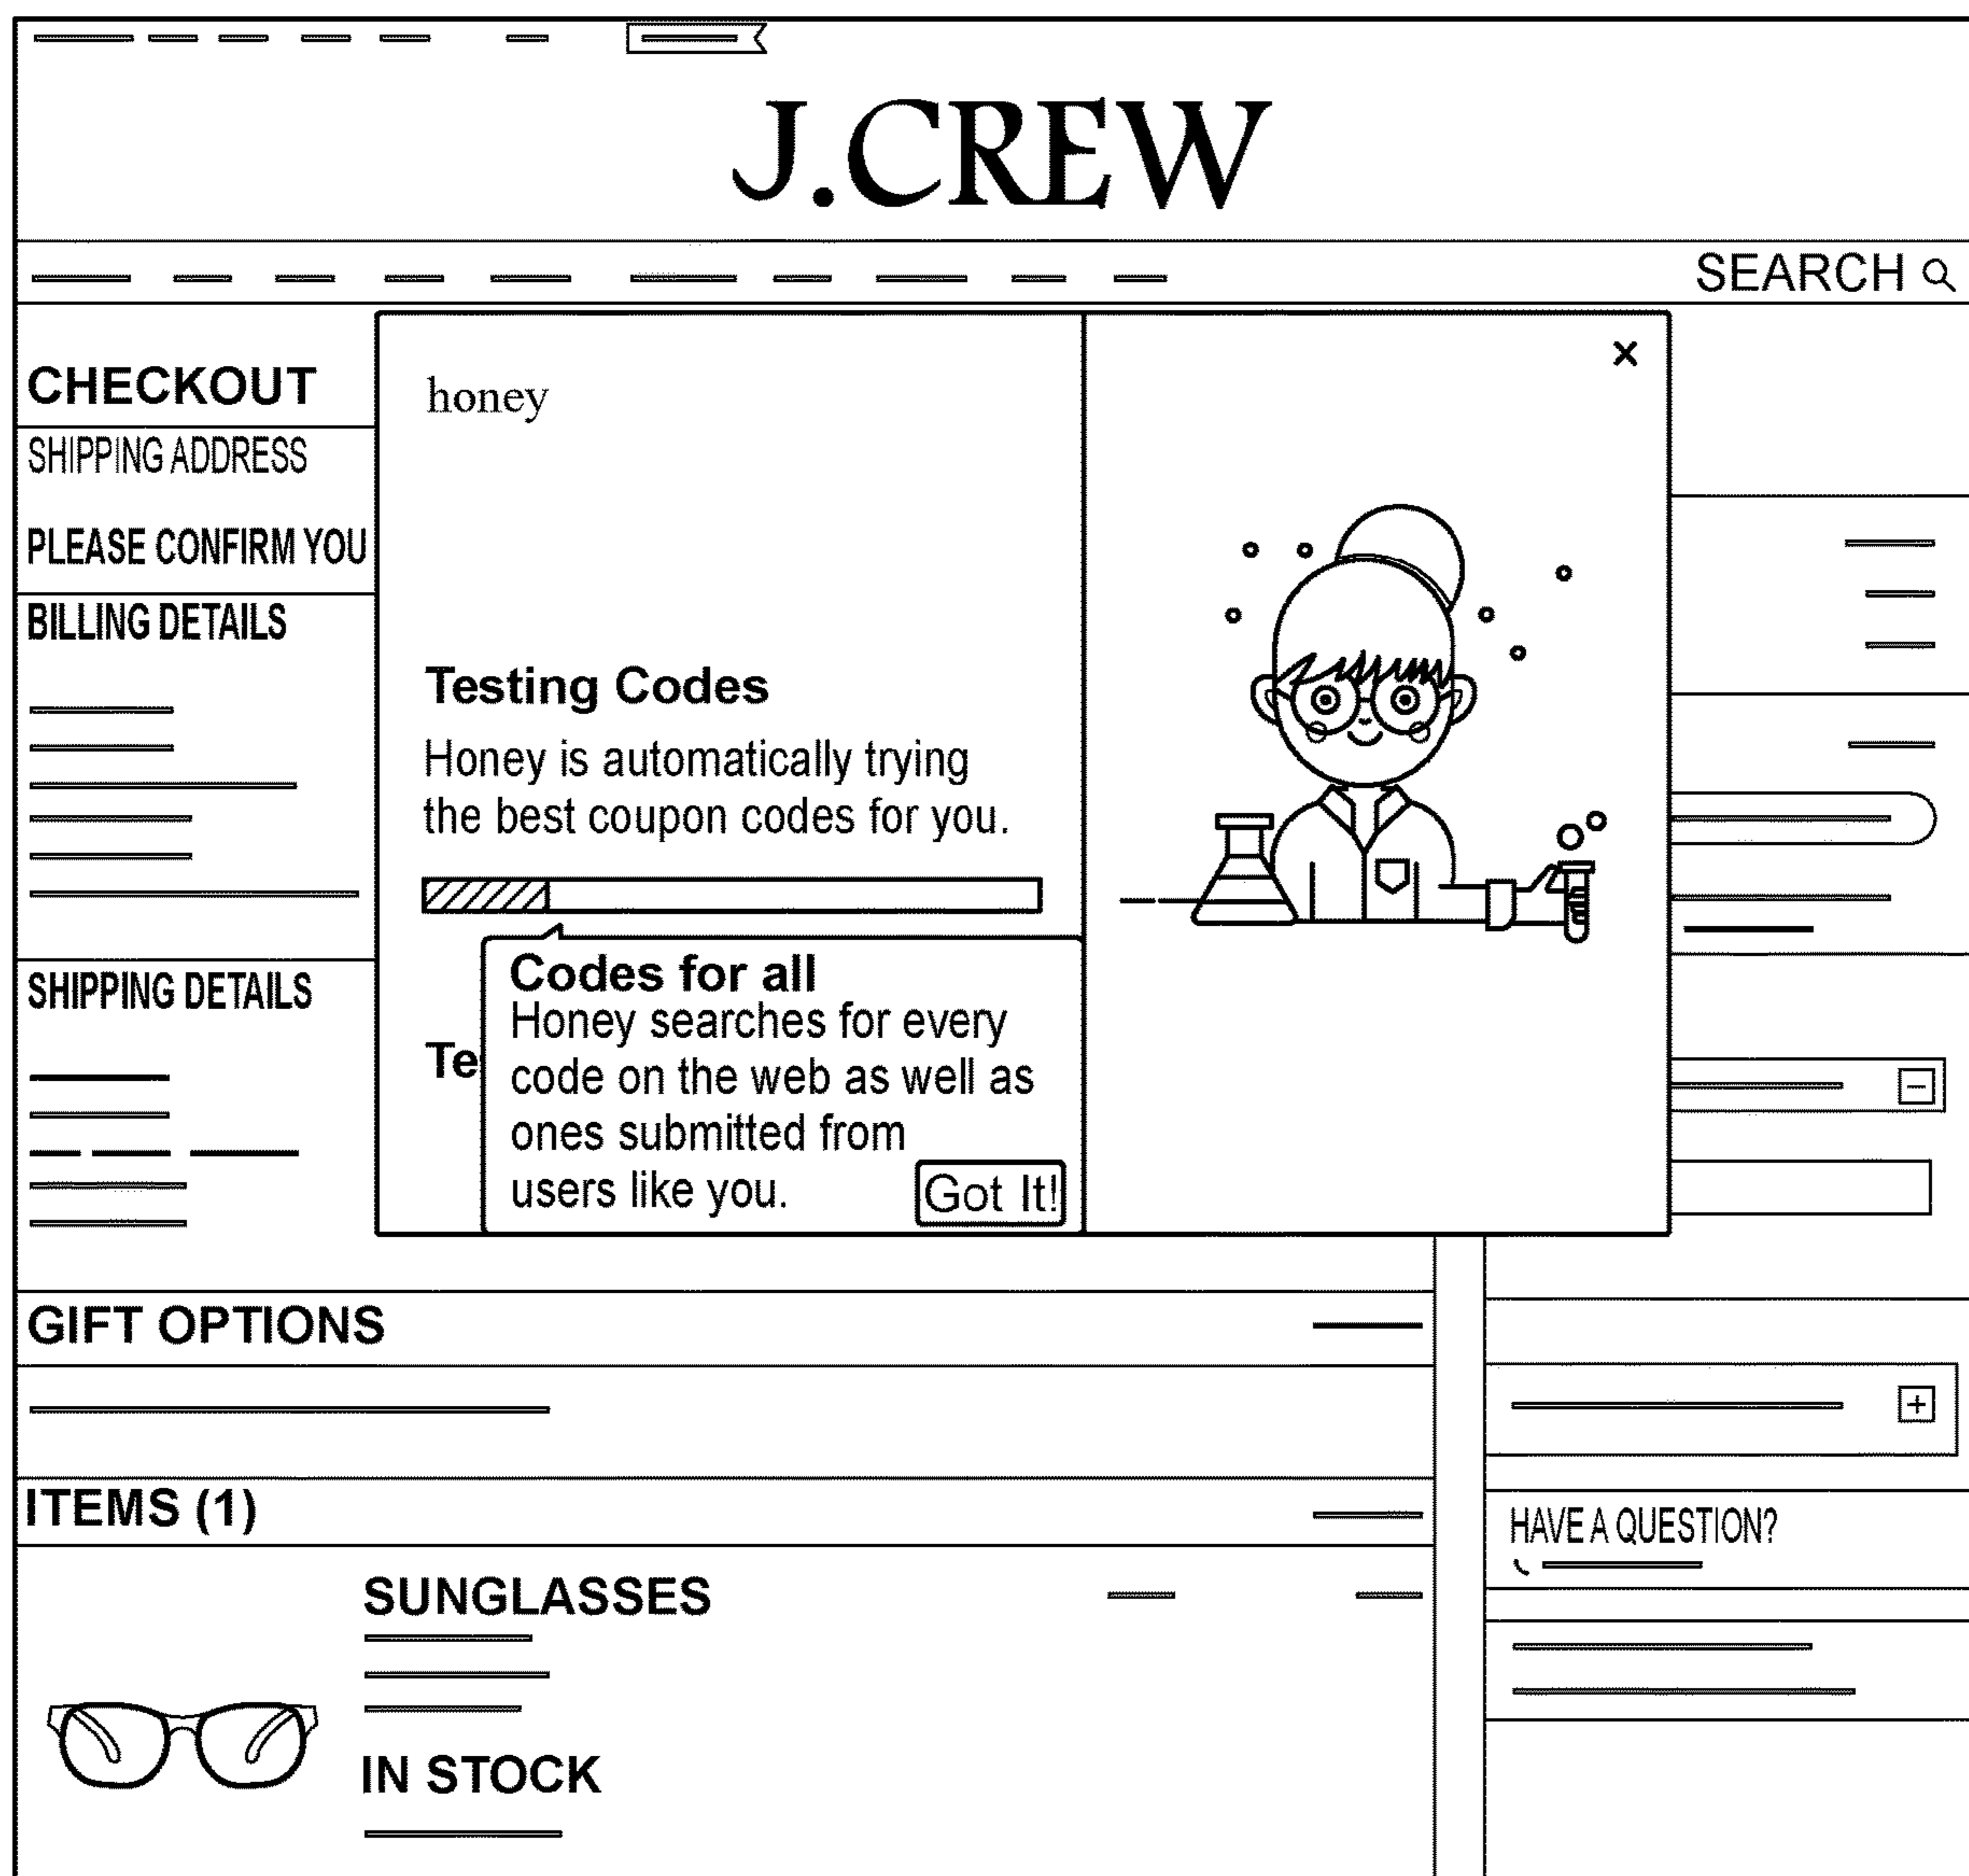 J.CREW
SEARCH
CHECKOUT
SHIPPING ADDRESS
PLEASE CONFIRM YOU
BILLING DETAILS
SHIPPING DETAILS
honey
×
Testing Codes
Honey is automatically trying
the best coupon codes for you.
Te
Codes for all
Honey searches for every
code on the web as well as
ones submitted from
users like you.
Got It!
GIFT OPTIONS
ITEMS (1)
SUNGLASSES
IN STOCK
HAVE A QUESTION?